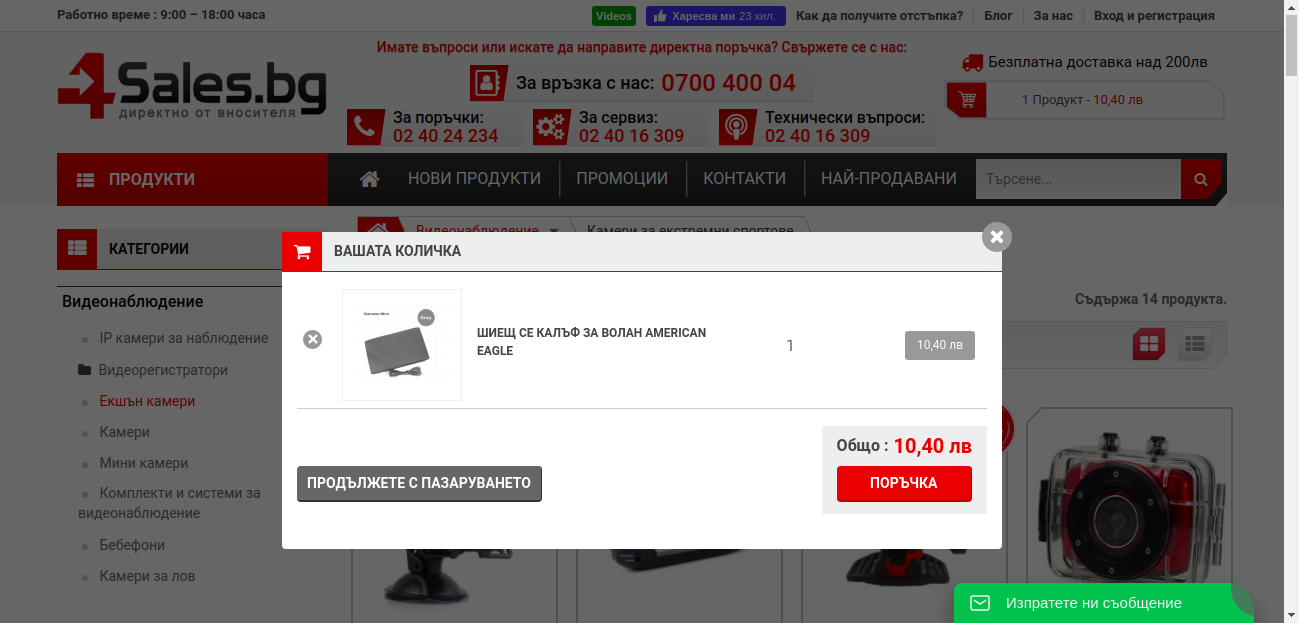 Работно време : 9:00 – 18:00 часа
Videos
Харесва ми 23 хил.
Как да получите отстъпка?
Блог
За нас
Вход и регистрация
Имате въпроси или искате да направите директна поръчка? Свържете се с нас:
4Sales.bg
директно от вносителя
За връзка с нас: 0700 400 04
Безплатна доставка над 200лв
1 Продукт - 10,40 лв
За поръчки:
02 40 24 234
За сервиз:
02 40 16 309
Технически въпроси:
02 40 16 309
ПРОДУКТИ
НОВИ ПРОДУКТИ
ПРОМОЦИИ
КОНТАКТИ
НАЙ-ПРОДАВАНИ
Търсене...
Видеонаблюдение
Камери за екстремни спортове
КАТЕГОРИИ
ВАШАТА КОЛИЧКА
Видеонаблюдение
Съдържа 14 продукта.
IP камери за наблюдение
Видеорегистратори
Екшън камери
Камери
Мини камери
Комплекти и системи за
видеонаблюдение
Бебефони
Камери за лов
Grey
ШИЕЩ СЕ КАЛЪФ ЗА ВОЛАН AMERICAN
EAGLE
1
10,40 лв
Общо : 10,40 лв
ПРОДЪЛЖЕТЕ С ПАЗАРУВАНЕТО
ПОРЪЧКА
Изпратете ни съобщение